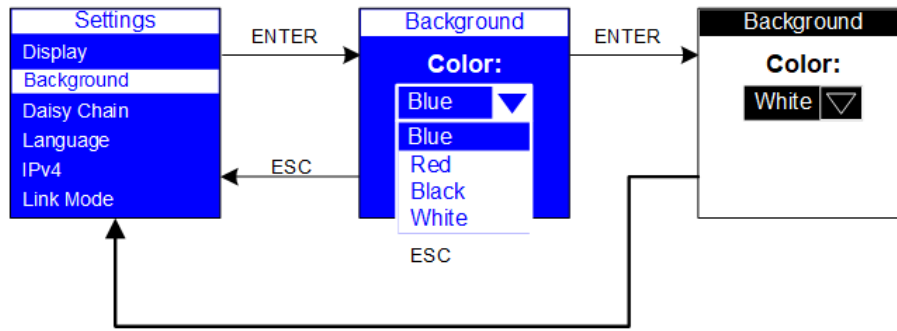 Settings
Display
Background
Daisy Chain
Language
IPv4
Link Mode
ENTER
ESC
Background
Color:
Blue
Blue
Red
Black
White
ESC
ENTER
Background
Color:
White